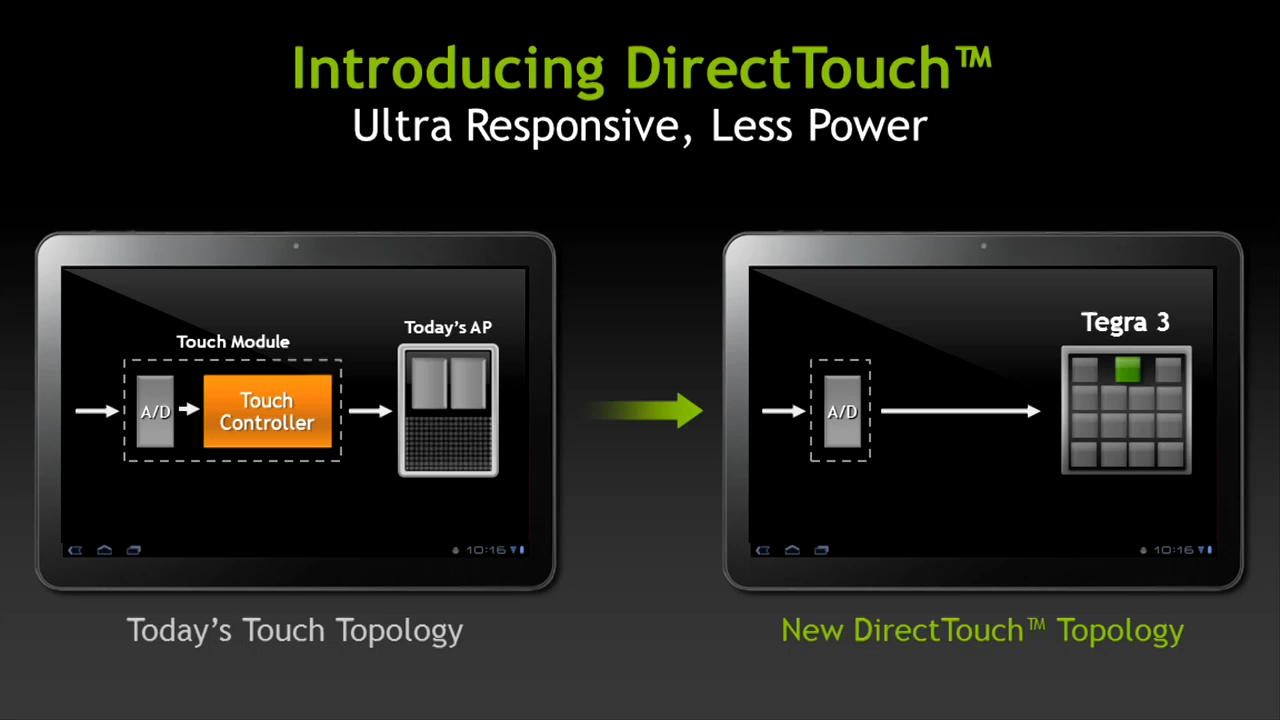 Introducing DirectTouch™
Ultra Responsive, Less Power
Touch Module
A/D
Touch
Controller
Today's AP
10:16
Today's Touch Topology
Tegra 3
A/D
10:16
New DirectTouch™ Topology